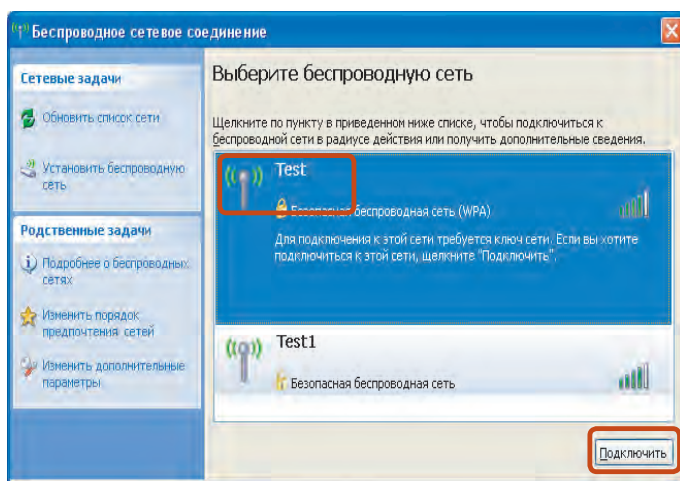 Беспроводное сетевое соединение
Сетевые задачи
Обновить список сети
Установить беспроводную
сеть
Родственные задачи
Подробнее о беспроводных
сетях
Изменить порядок
предпочтения сетей
Изменить дополнительные
параметры
Выберите беспроводную сеть
Щелкните по пункту в приведенном ниже списке, чтобы подключиться к
беспроводной сети в радиусе действия или получить дополнительные сведения.
Test
Безопасная беспроводная сеть (WPA)
Для подключения к этой сети требуется ключ сети. Если вы хотите
подключиться к этой сети, щелкните "Подключить".
Test1
Безопасная беспроводная сеть
Подключить